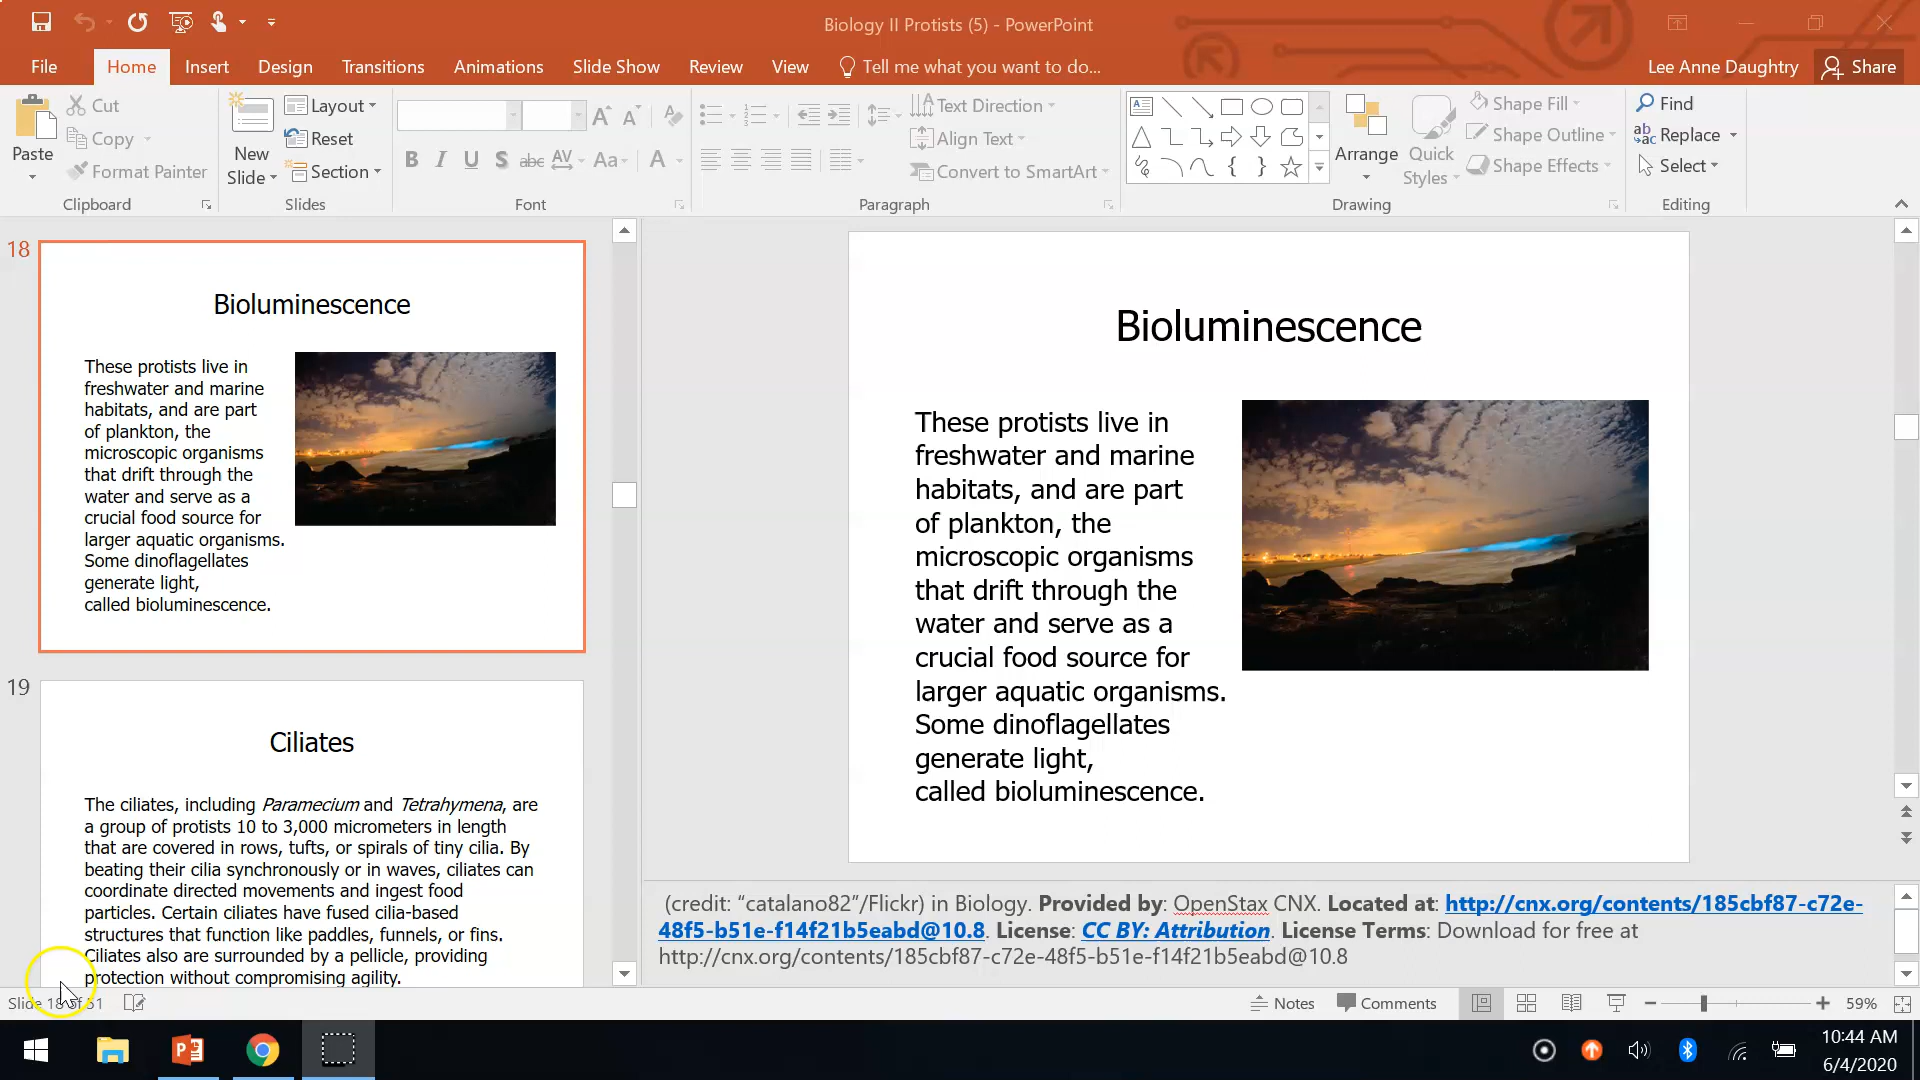 Biology II Protists (5) - PowerPoint
File Home Insert Design Transitions Animations Slide Show Review View Tell me what you want to do... Lee Anne Daughtry Share
Paste Cut Copy Format Painter Clipboard
New Slide Layout Reset Section Slides
B I U S abc AV Aa A Font
Text Direction Align Text Convert to SmartArt Paragraph
Arrange Quick Styles Shape Fill Shape Outline Shape Effects Drawing
Find Replace Select Editing
18
Bioluminescence
These protists live in
freshwater and marine
habitats, and are part
of plankton, the
microscopic organisms
that drift through the
water and serve as a
crucial food source for
larger aquatic organisms.
Some dinoflagellates
generate light,
called bioluminescence.
19
Ciliates
The ciliates, including Paramecium and Tetrahymena, are
a group of protists 10 to 3,000 micrometers in length
that are covered in rows, tufts, or spirals of tiny cilia. By
beating their cilia synchronously or in waves, ciliates can
coordinate directed movements and ingest food
particles. Certain ciliates have fused cilia-based
structures that function like paddles, funnels, or fins.
Ciliates also are surrounded by a pellicle, providing
protection without compromising agility.
Bioluminescence
These protists live in
freshwater and marine
habitats, and are part
of plankton, the
microscopic organisms
that drift through the
water and serve as a
crucial food source for
larger aquatic organisms.
Some dinoflagellates
generate light,
called bioluminescence.
(credit: “catalano82”/Flickr) in Biology. Provided by: OpenStax CNX. Located at: http://cnx.org/contents/185cbf87-c72e-
48f5-b51e-f14f21b5eabd@10.8. License: CC BY: Attribution. License Terms: Download for free at
http://cnx.org/contents/185cbf87-c72e-48f5-b51e-f14f21b5eabd@10.8
Slide 18 of 51 Notes Comments 59%
10:44 AM
6/4/2020